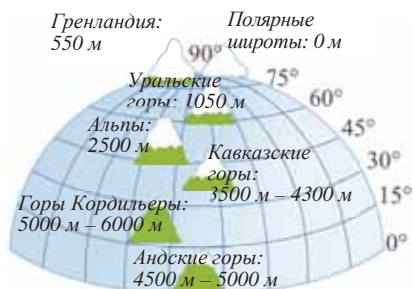 Гренландия:
550 м
Полярные
широты: 0 м
90°
75°
60°
45°
30°
15°
0°
Уральские
горы: 1050 м
Альпы:
2500 м
Кавказские
горы:
3500 м – 4300 м
Горы Кордильеры:
5000 м – 6000 м
Андские горы:
4500 м – 5000 м